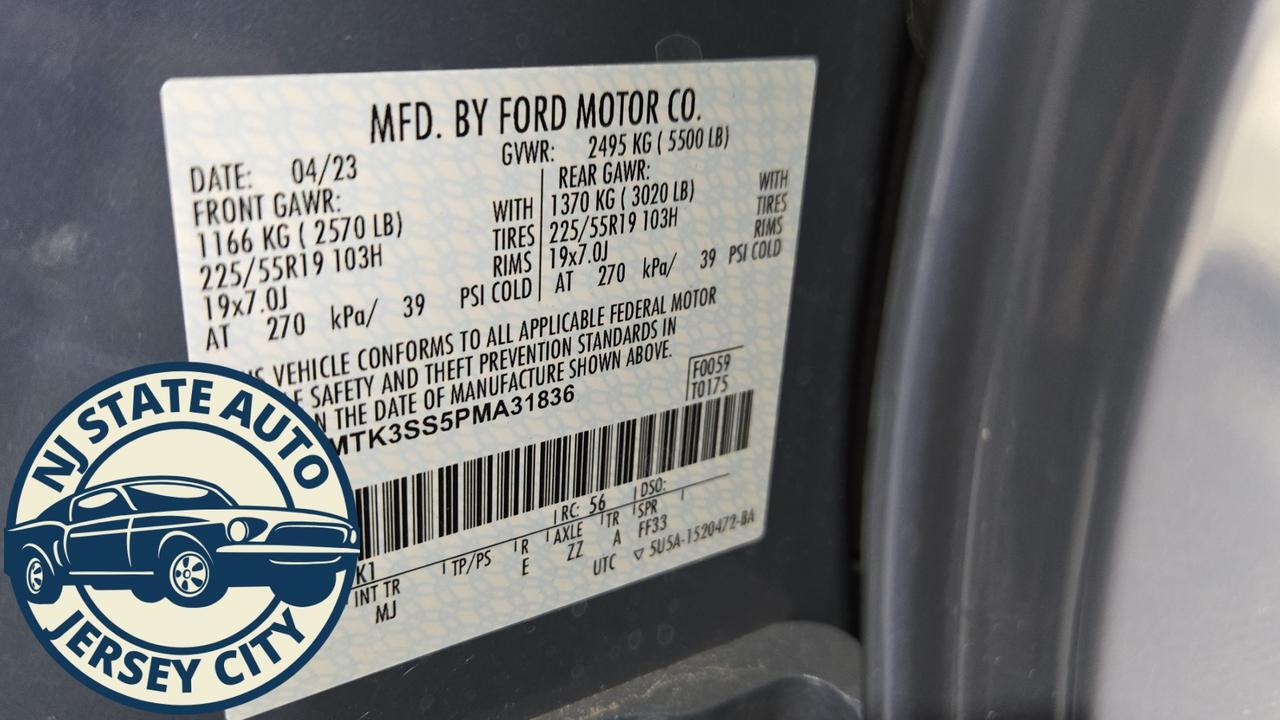 MFD. BY FORD MOTOR CO.
DATE: 04/23
GVWR: 2495 KG ( 5500 LB)
FRONT GAWR:
1166 KG ( 2570 LB) WITH
225/55R19 103H TIRES
19x7.0J RIMS
AT 270 kPa/ 39 PSI COLD
REAR GAWR:
1370 KG ( 3020 LB) WITH
225/55R19 103H TIRES
19x7.0J RIMS
AT 270 kPa/ 39 PSI COLD
VEHICLE CONFORMS TO ALL APPLICABLE FEDERAL MOTOR
SAFETY AND THEFT PREVENTION STANDARDS IN
THE DATE OF MANUFACTURE SHOWN ABOVE.
F0059
T0175
MTK3SS5PMA31836
RC: 56 DSO:
K1 TP/PS R AXLE TR SPR
INT TR E ZZ A FF33
MJ UTC ▽ 5U5A-1520472-BA
NJ STATE AUTO
JERSEY CITY